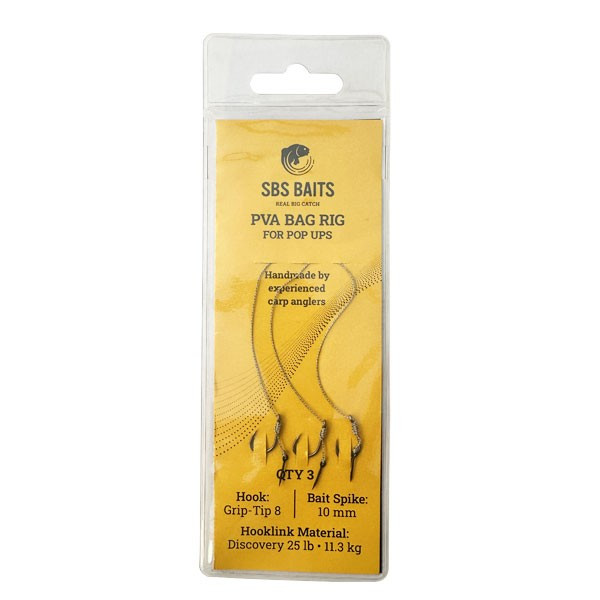 SBS BAITS
REAL BIG CATCH
PVA BAG RIG
FOR POP UPS
Handmade by
experienced
carp anglers
QTY 3
Hook:
Grip-Tip 8
Bait Spike:
10 mm
Hooklink Material:
Discovery 25 lb • 11.3 kg